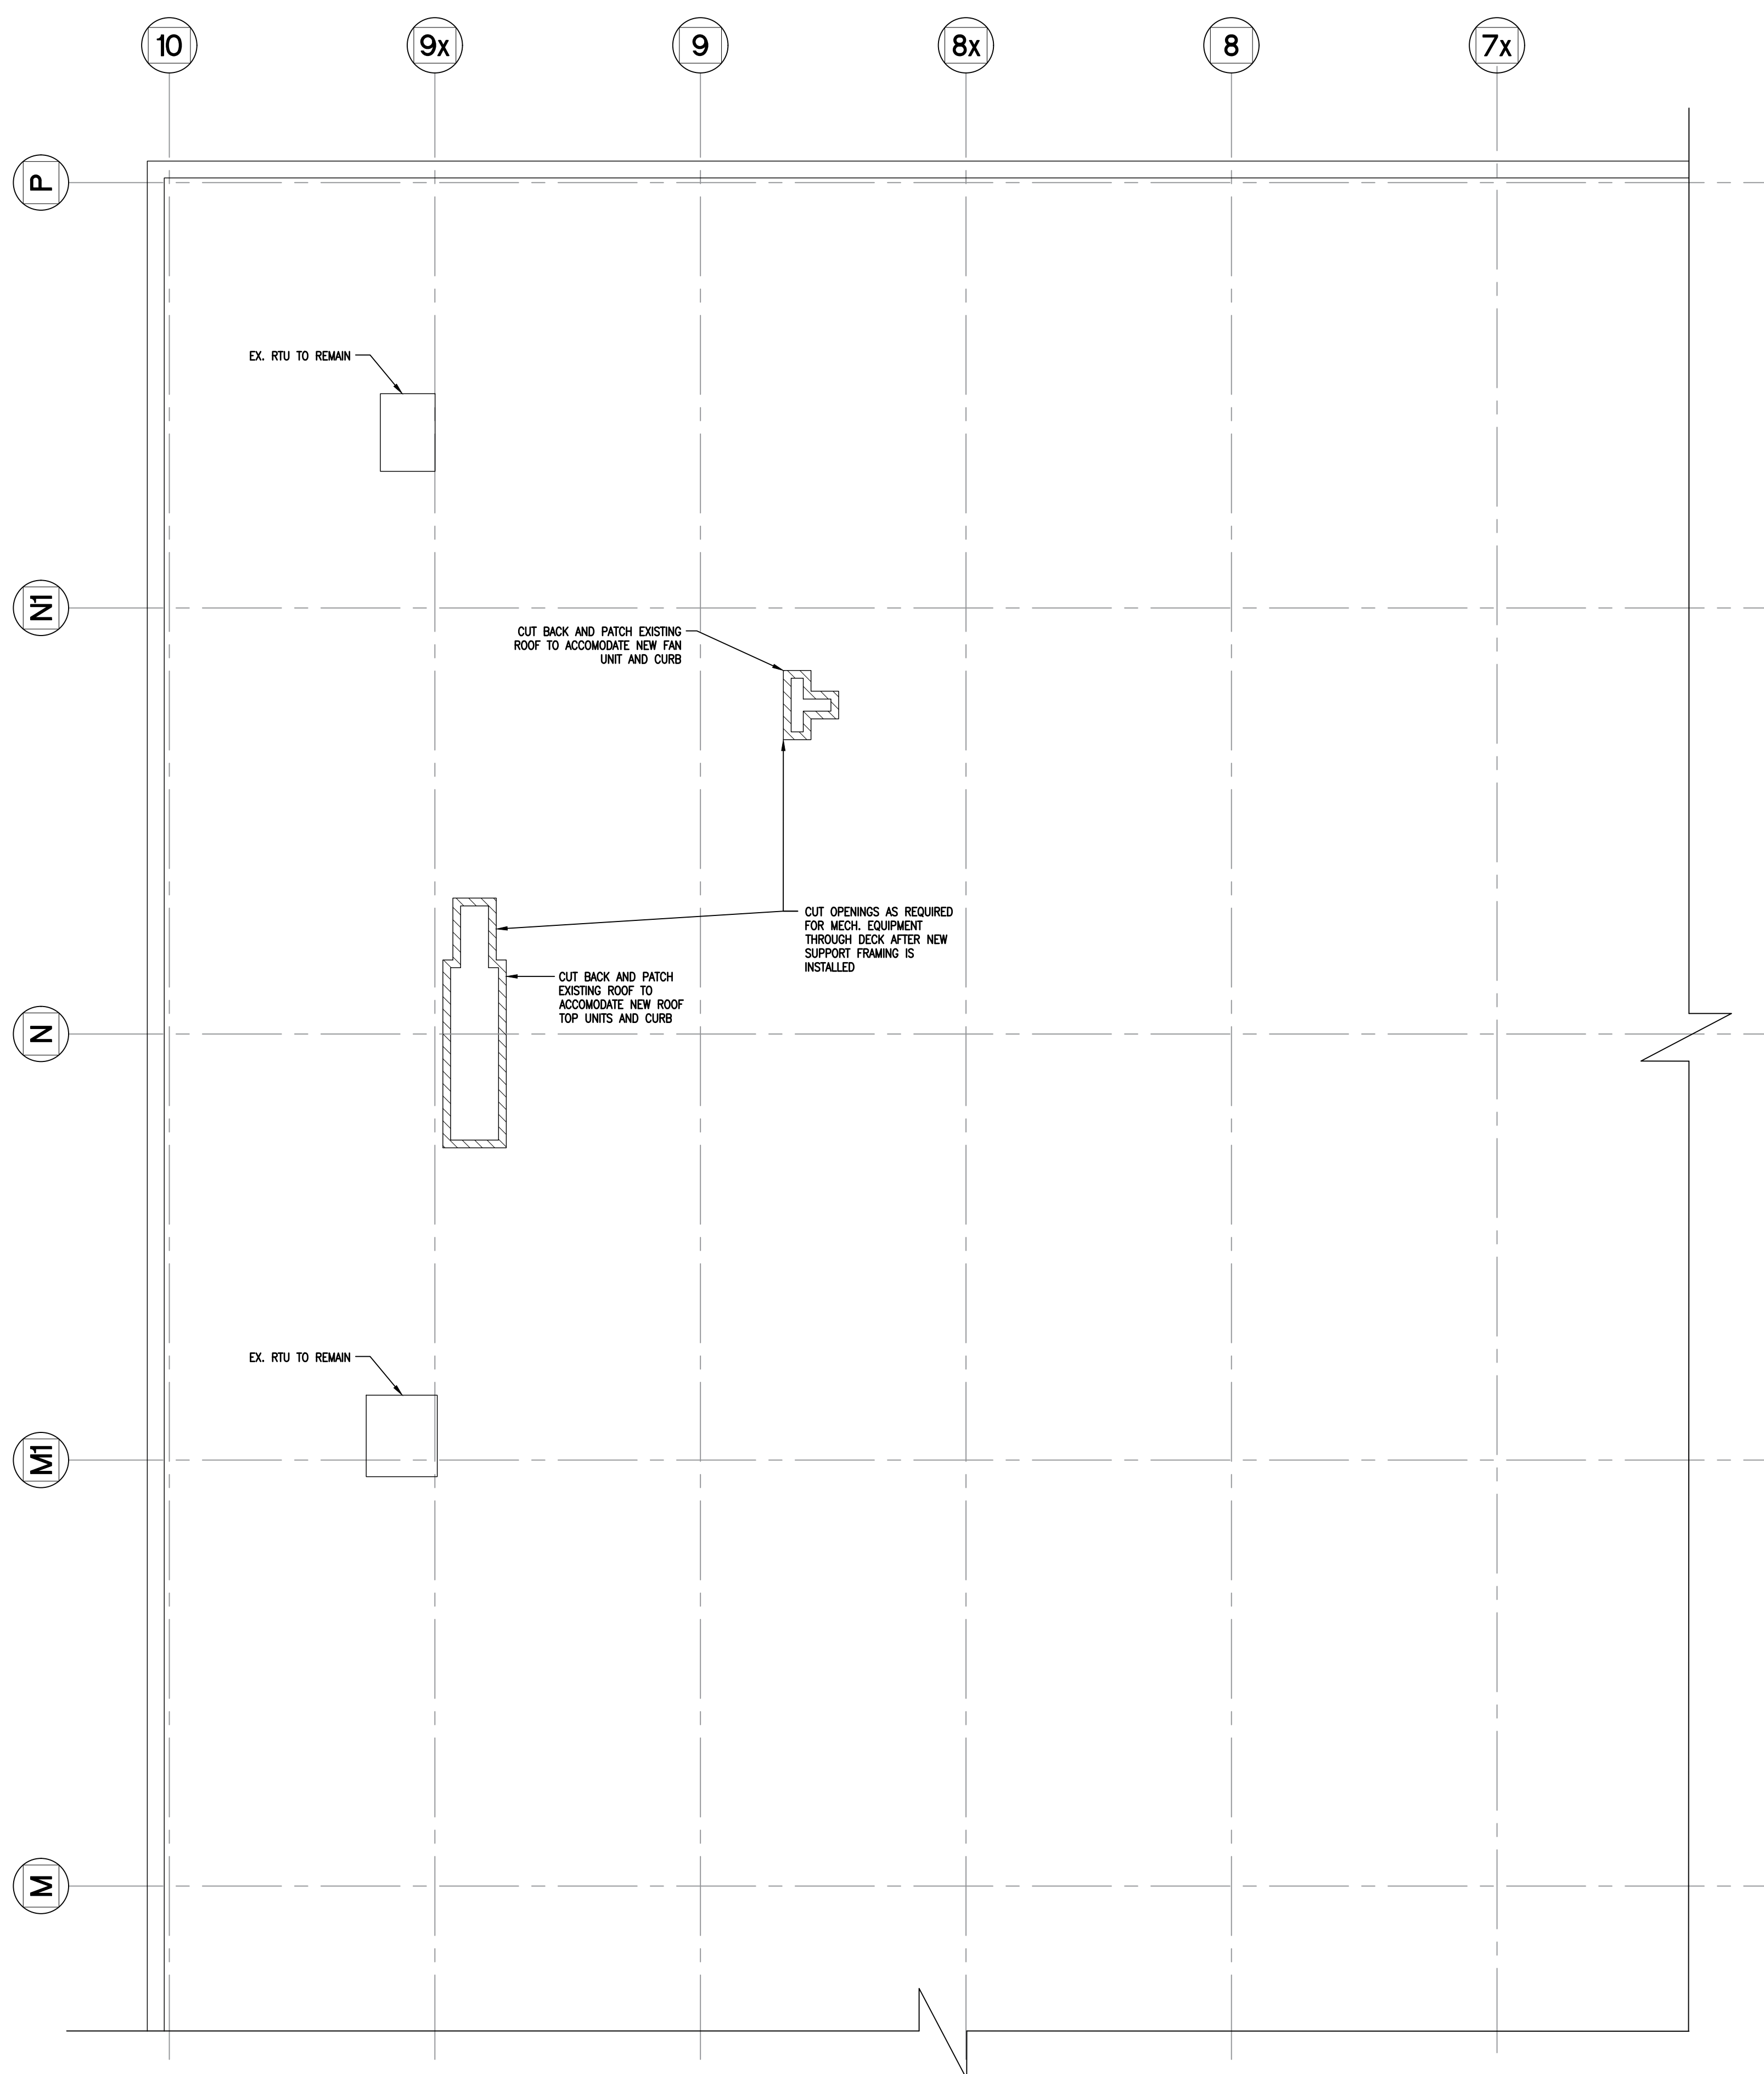 10
9x
9
8x
8
7x
P
EX. RTU TO REMAIN
N1
CUT BACK AND PATCH EXISTING
ROOF TO ACCOMODATE NEW FAN
UNIT AND CURB
CUT OPENINGS AS REQUIRED
FOR MECH. EQUIPMENT
THROUGH DECK AFTER NEW
SUPPORT FRAMING IS
INSTALLED
CUT BACK AND PATCH
EXISTING ROOF TO
ACCOMODATE NEW ROOF
TOP UNITS AND CURB
N
EX. RTU TO REMAIN
M1
M